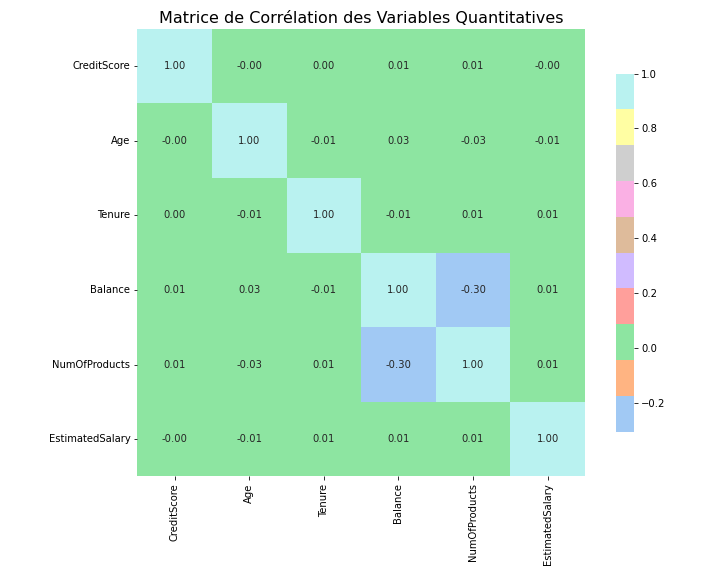 Matrice de Corrélation des Variables Quantitatives
CreditScore 1.00 -0.00 0.00 0.01 0.01 -0.00
Age -0.00 1.00 -0.01 0.03 -0.03 -0.01
Tenure 0.00 -0.01 1.00 -0.01 0.01 0.01
Balance 0.01 0.03 -0.01 1.00 -0.30 0.01
NumOfProducts 0.01 -0.03 0.01 -0.30 1.00 0.01
EstimatedSalary -0.00 -0.01 0.01 0.01 0.01 1.00
CreditScore
Age
Tenure
Balance
NumOfProducts
EstimatedSalary
1.0
0.8
0.6
0.4
0.2
0.0
−0.2